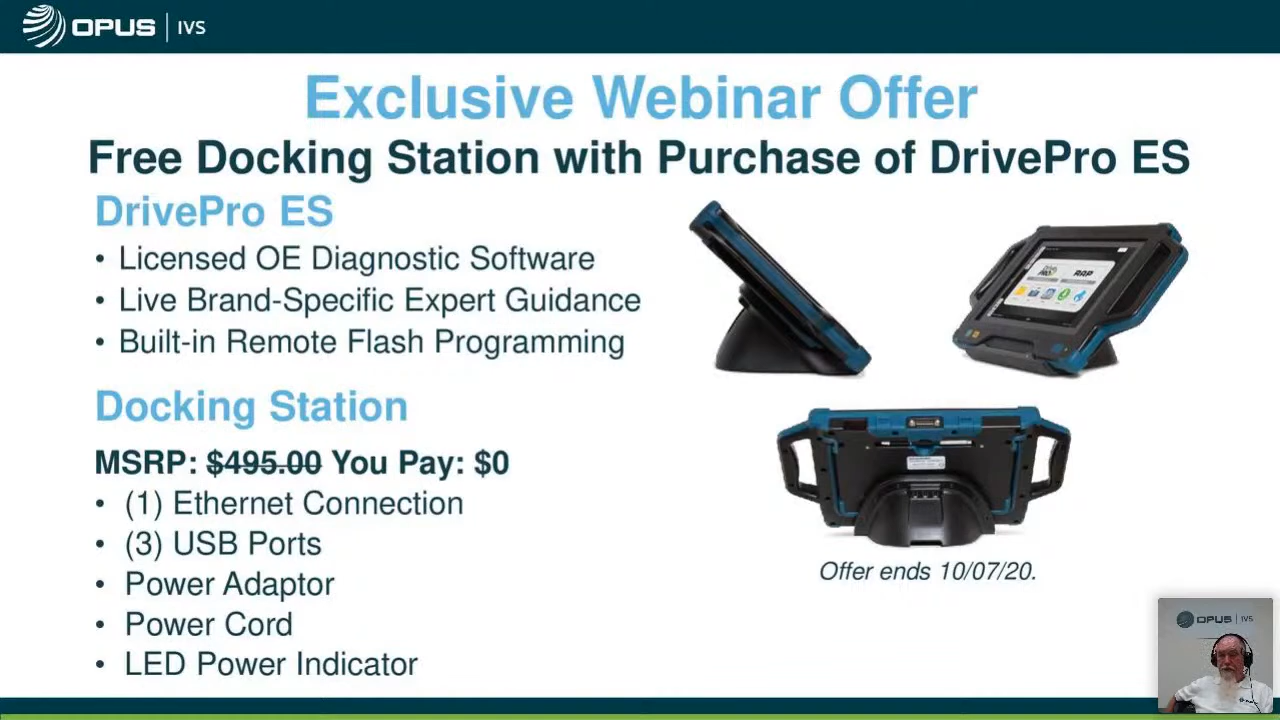 OPUS | IVS
Exclusive Webinar Offer
Free Docking Station with Purchase of DrivePro ES
DrivePro ES
• Licensed OE Diagnostic Software
• Live Brand-Specific Expert Guidance
• Built-in Remote Flash Programming
Docking Station
MSRP: $495.00 You Pay: $0
• (1) Ethernet Connection
• (3) USB Ports
• Power Adaptor
• Power Cord
• LED Power Indicator
RAP
Offer ends 10/07/20.
OPUS | IVS